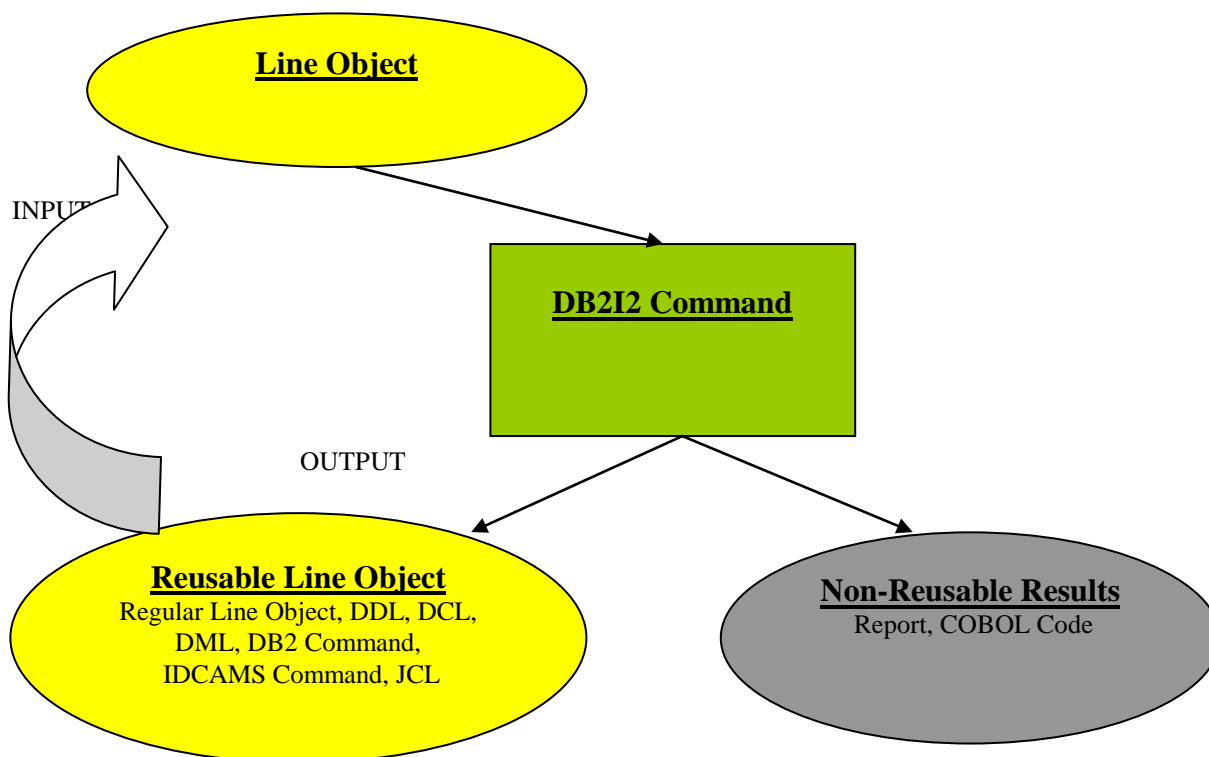 Line Object
INPUT
DB2I2 Command
OUTPUT
Reusable Line Object
Regular Line Object, DDL, DCL,
DML, DB2 Command,
IDCAMS Command, JCL
Non-Reusable Results
Report, COBOL Code